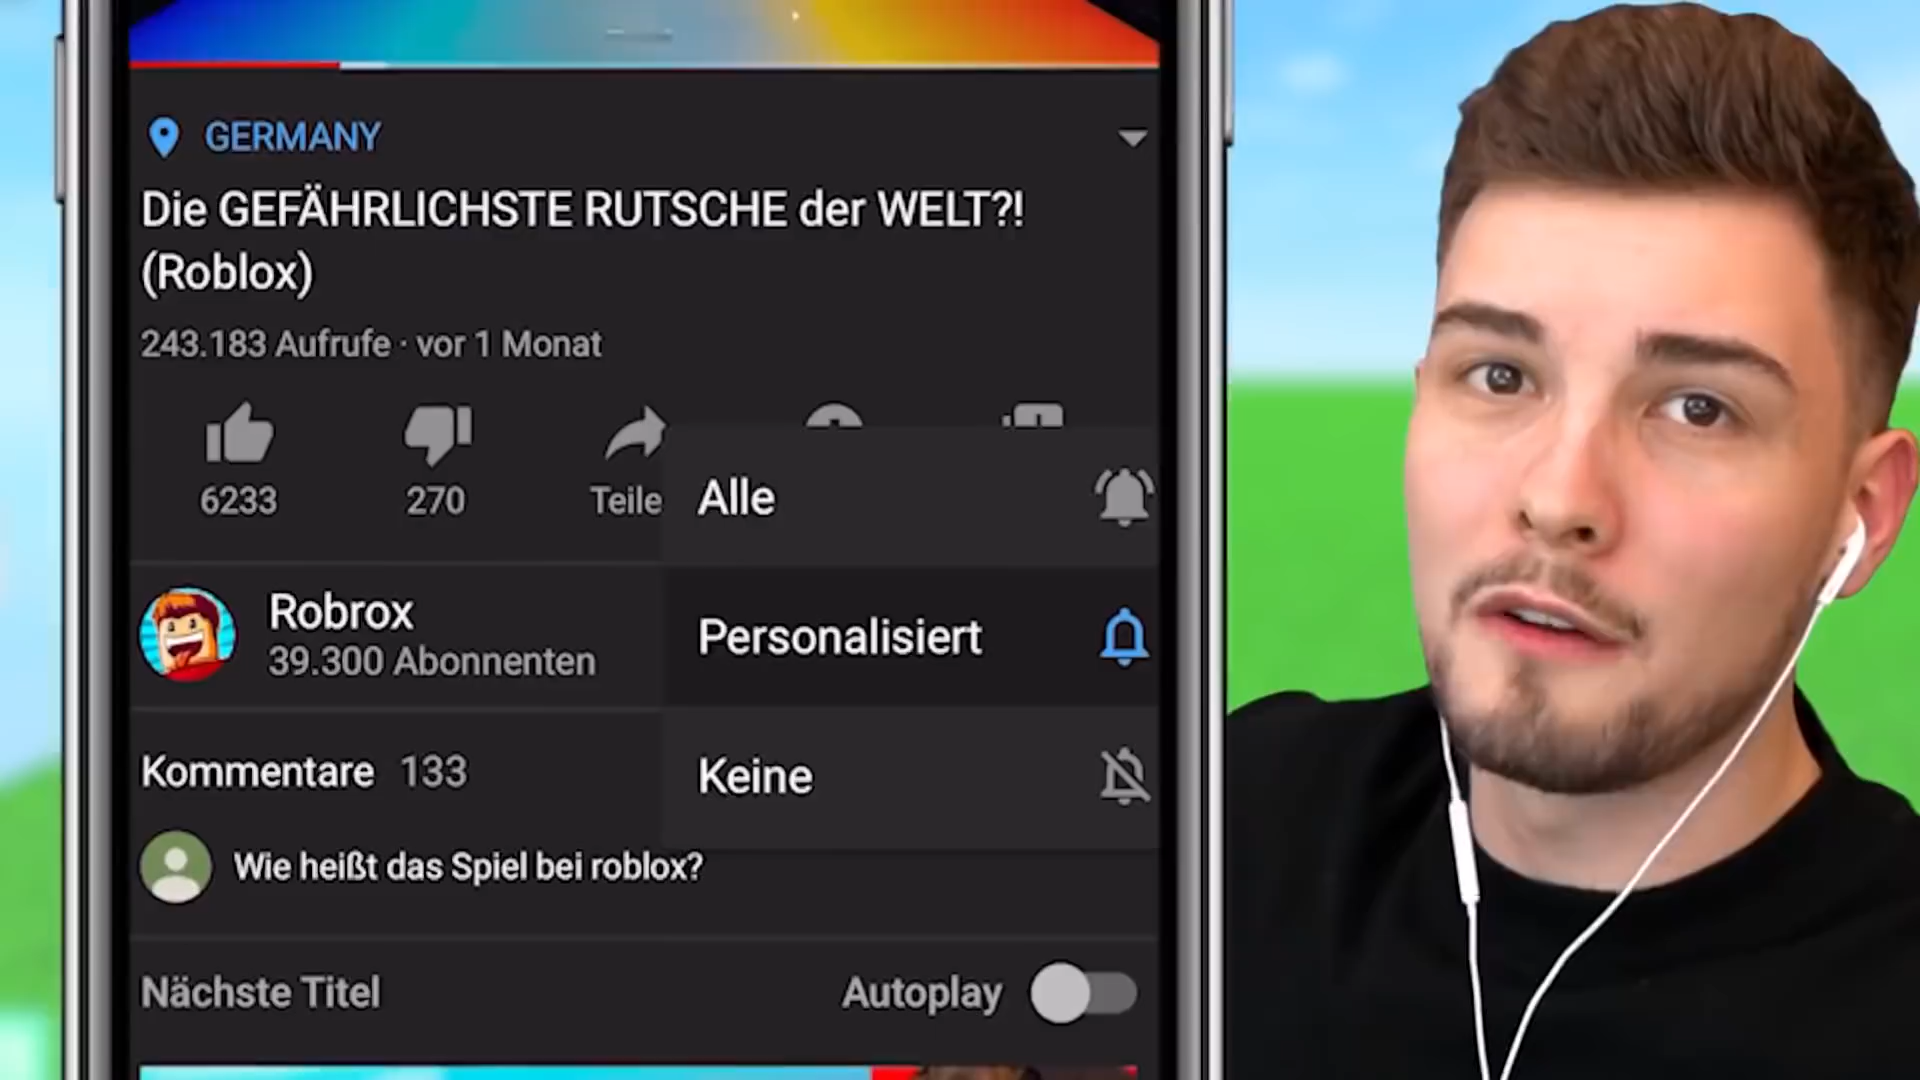 GERMANY
Die GEFÄHRLICHSTE RUTSCHE der WELT?!
(Roblox)
243.183 Aufrufe · vor 1 Monat
6233
270
Teile
Alle
Robrox
39.300 Abonnenten
Personalisiert
Kommentare 133
Keine
Wie heißt das Spiel bei roblox?
Nächste Titel
Autoplay